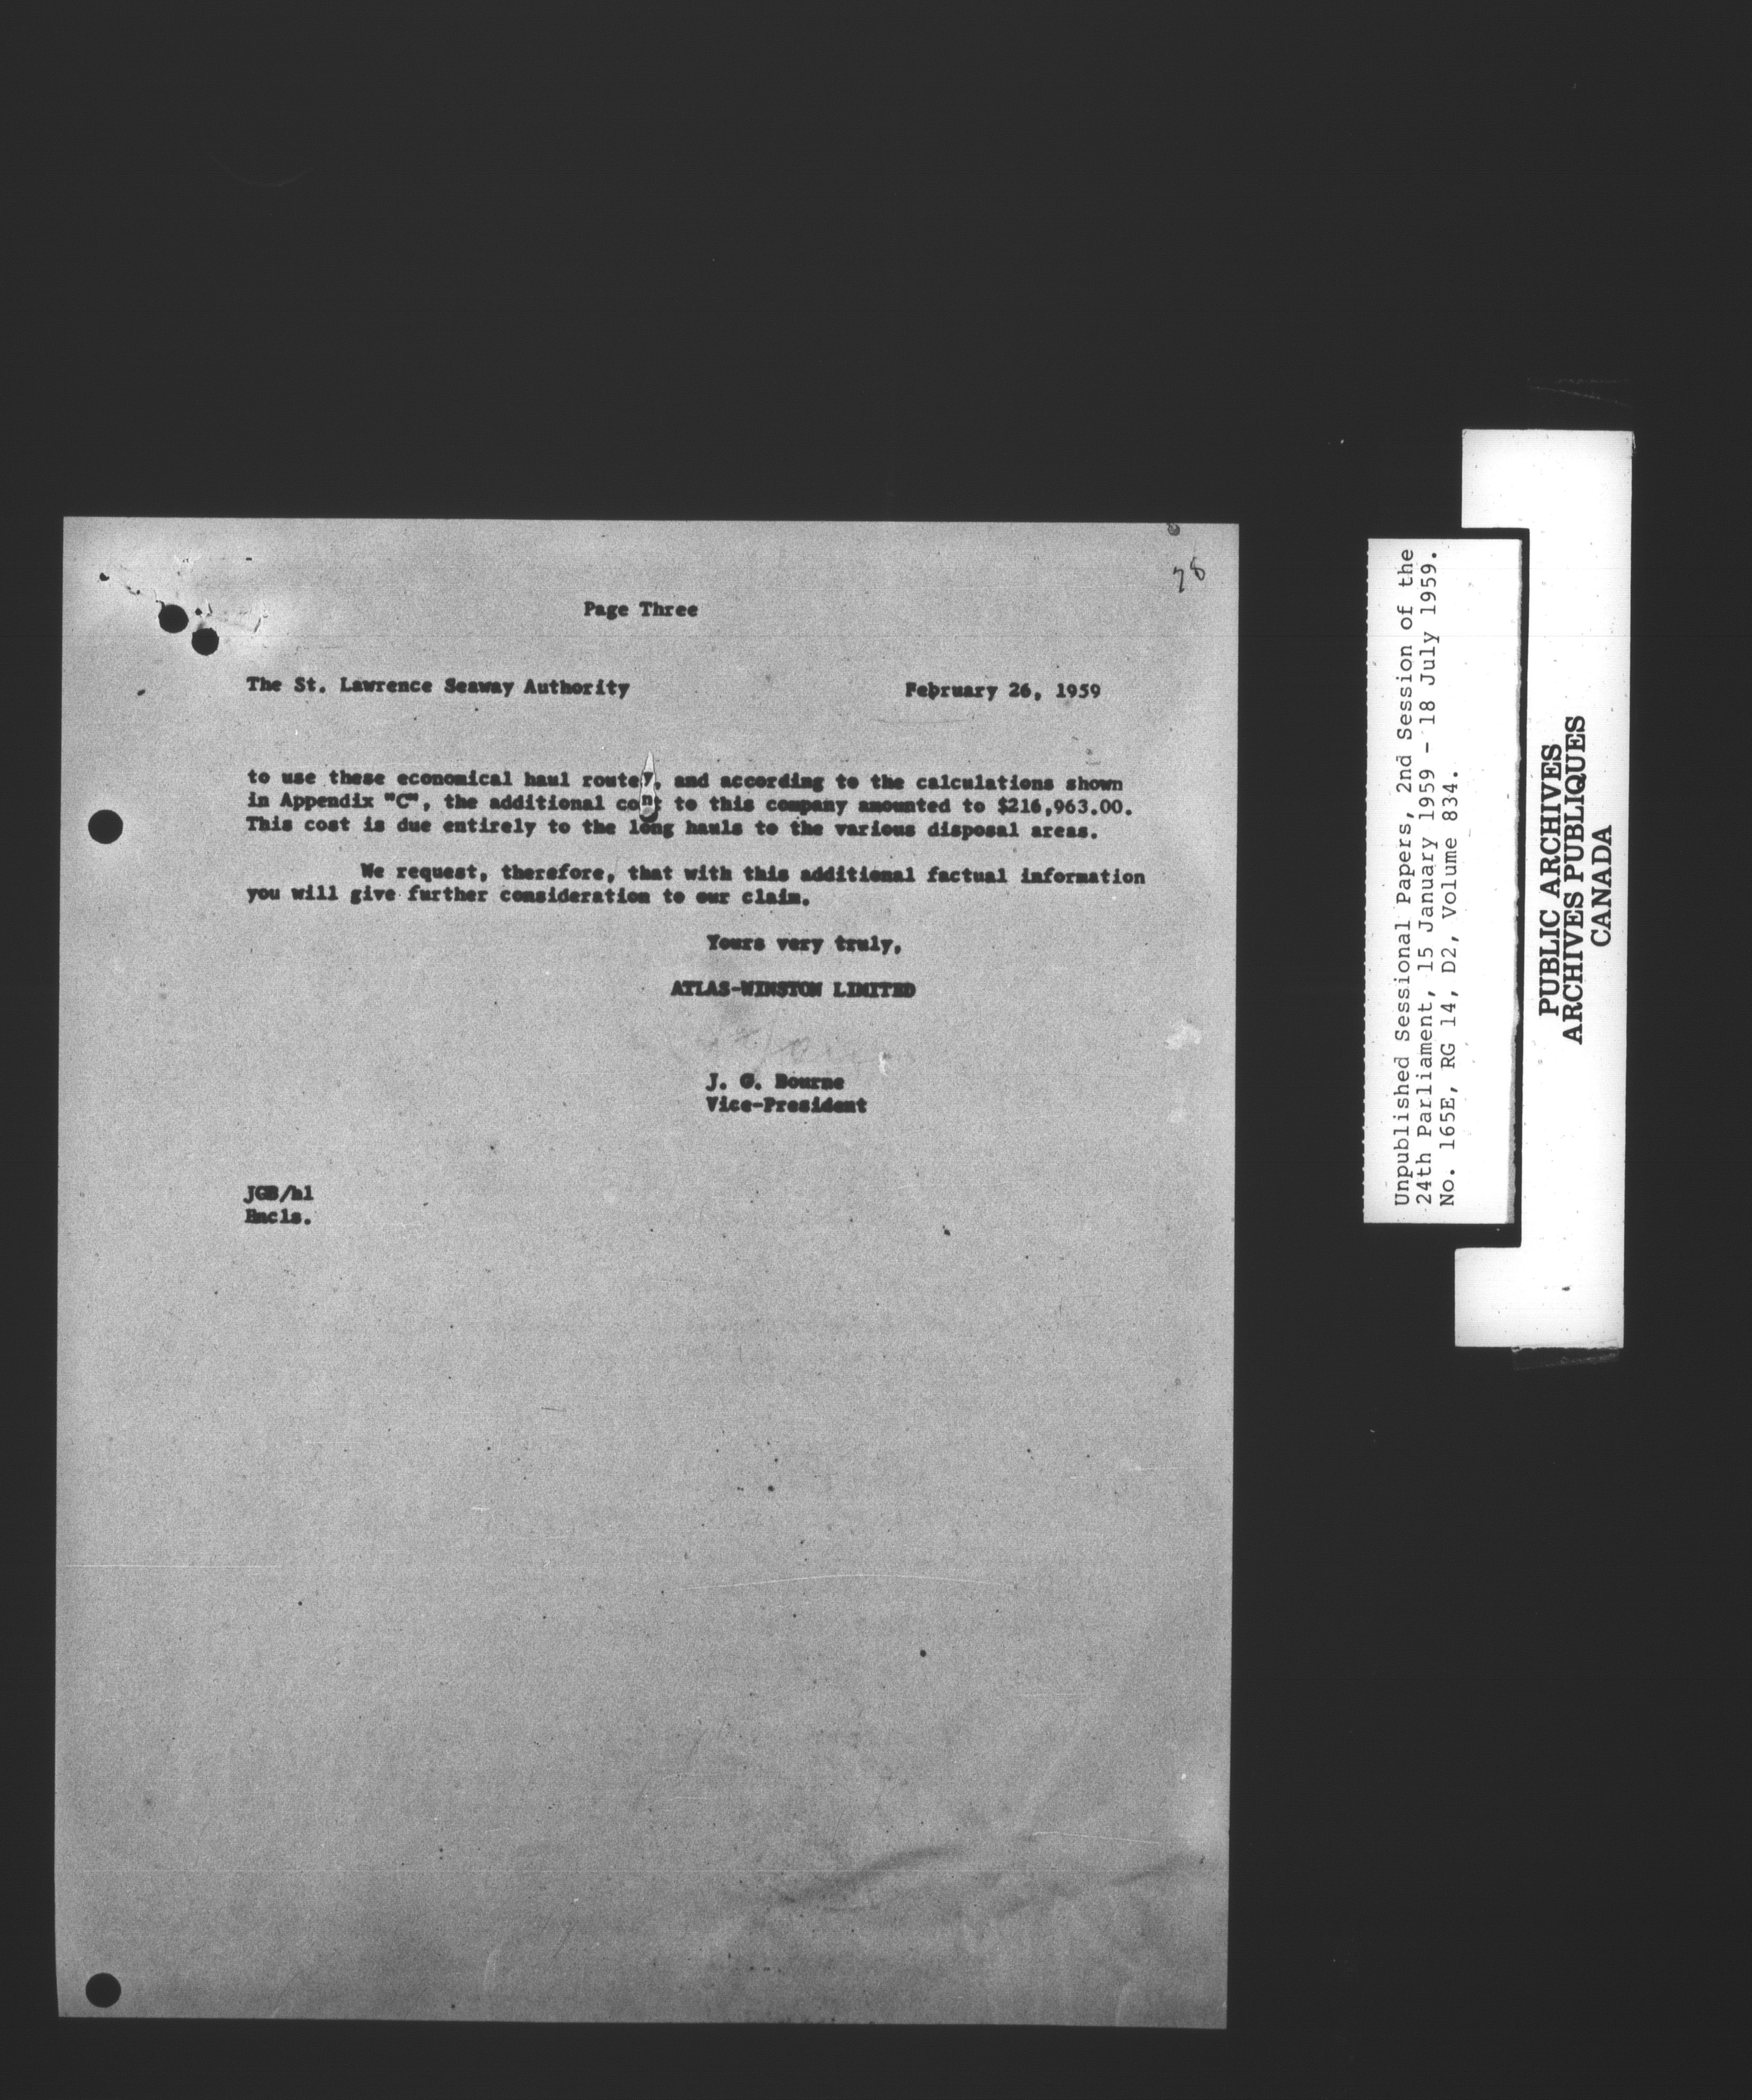 78
Page Three
The St. Lawrence Seaway Authority February 26, 1959
to use these economical haul routes, and according to the calculations shown
in Appendix "C", the additional cost to this company amounted to $216,963.00.
This cost is due entirely to the long hauls to the various disposal areas.
We request, therefore, that with this additional factual information
you will give further consideration to our claim.
Yours very truly,
ATLAS-WINSTON LIMITED
J. G. Bourne
Vice-President
JGB/hl
Encls.
Unpublished Sessional Papers, 2nd Session of the
24th Parliament, 15 January 1959 - 18 July 1959.
No. 165E, RG 14, D2, Volume 834.
PUBLIC ARCHIVES
ARCHIVES PUBLIQUES
CANADA